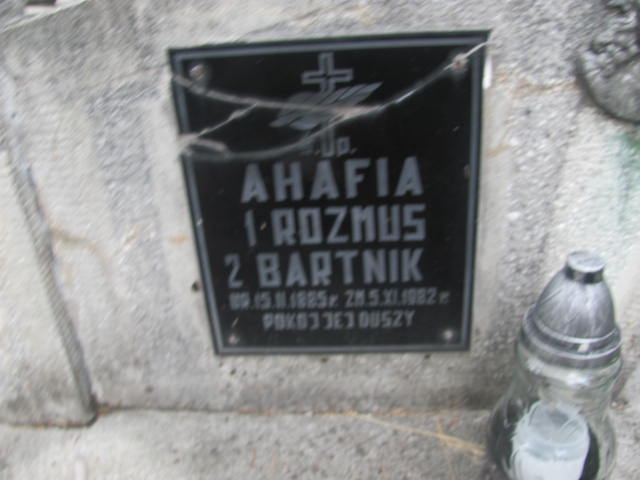 Ś.†p.
AHAFIA
1 ROZMUS
2 BARTNIK
UR.15.II.1885r. ZM.5.XI.1982r.
POKÓJ JEJ DUSZY